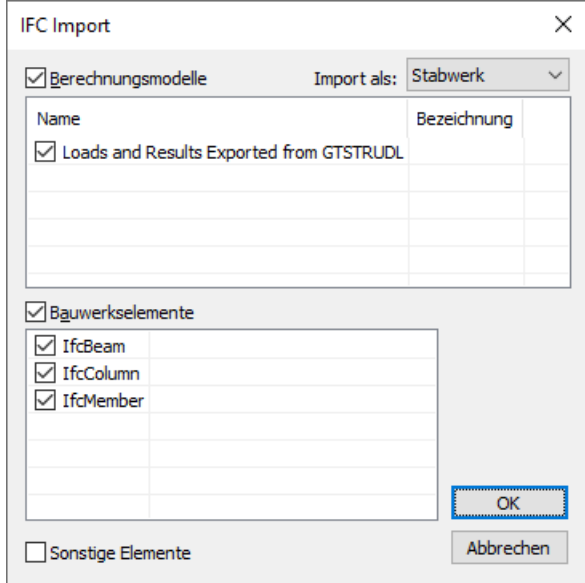 IFC Import
Berechnungsmodelle Import als: Stabwerk
Name Bezeichnung
Loads and Results Exported from GTSTRUDL
Bauwerkselemente
IfcBeam
IfcColumn
IfcMember
OK
Sonstige Elemente Abbrechen